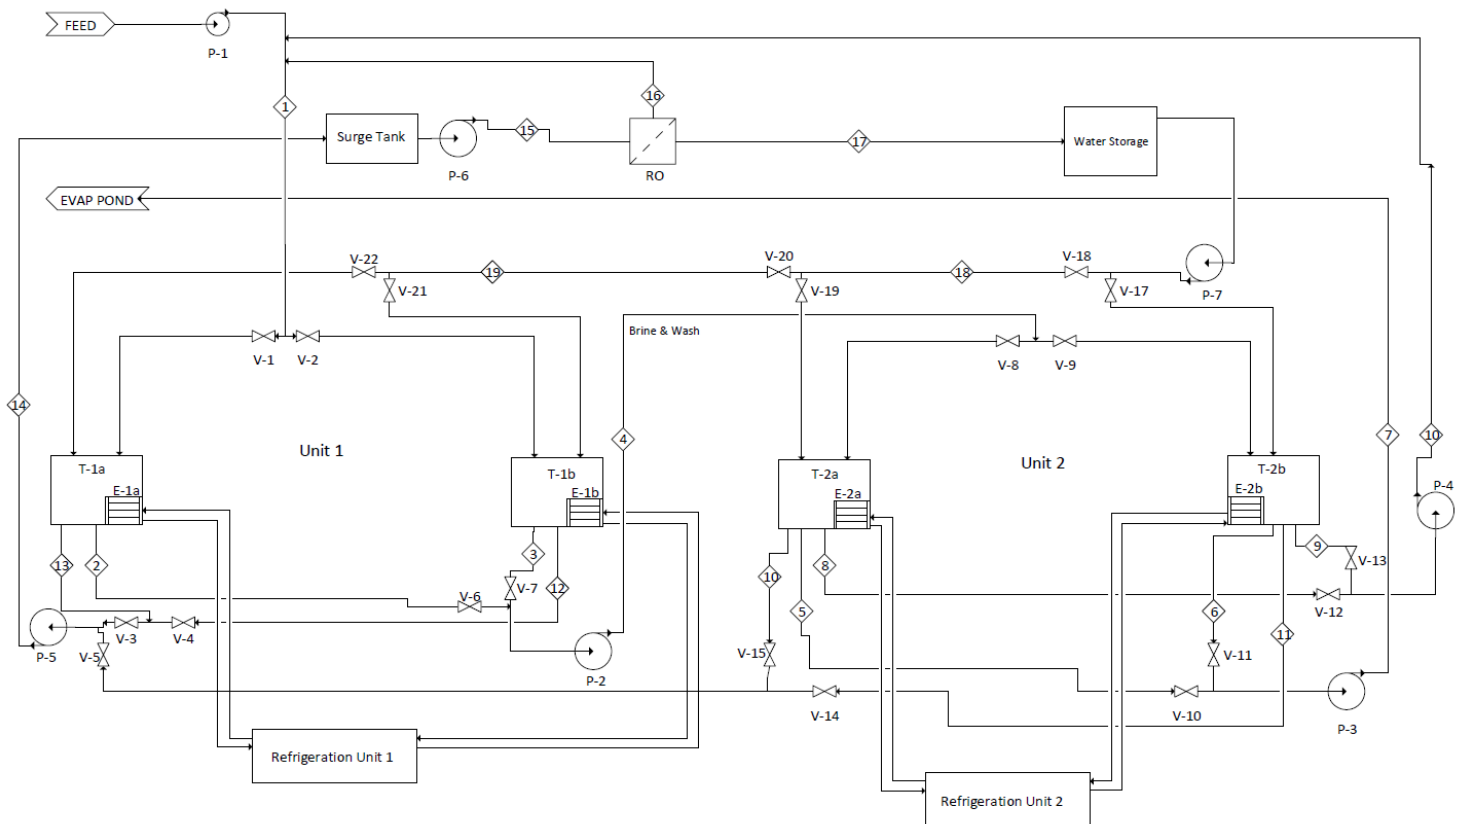 FEED
P-1
16
1
Surge Tank
15
P-6
RO
17
Water Storage
EVAP POND
V-22
19
V-20
18
V-18
V-21
V-19
V-17
P-7
Brine & Wash
V-1
V-2
V-8
V-9
14
4
7
10
Unit 1
Unit 2
T-1a
T-1b
T-2a
T-2b
E-1a
E-1b
E-2a
E-2b
P-4
13
2
3
12
10
8
9
V-13
V-7
V-6
V-12
5
6
11
V-3
V-4
P-5
V-5
V-15
V-11
P-2
V-14
V-10
P-3
Refrigeration Unit 1
Refrigeration Unit 2